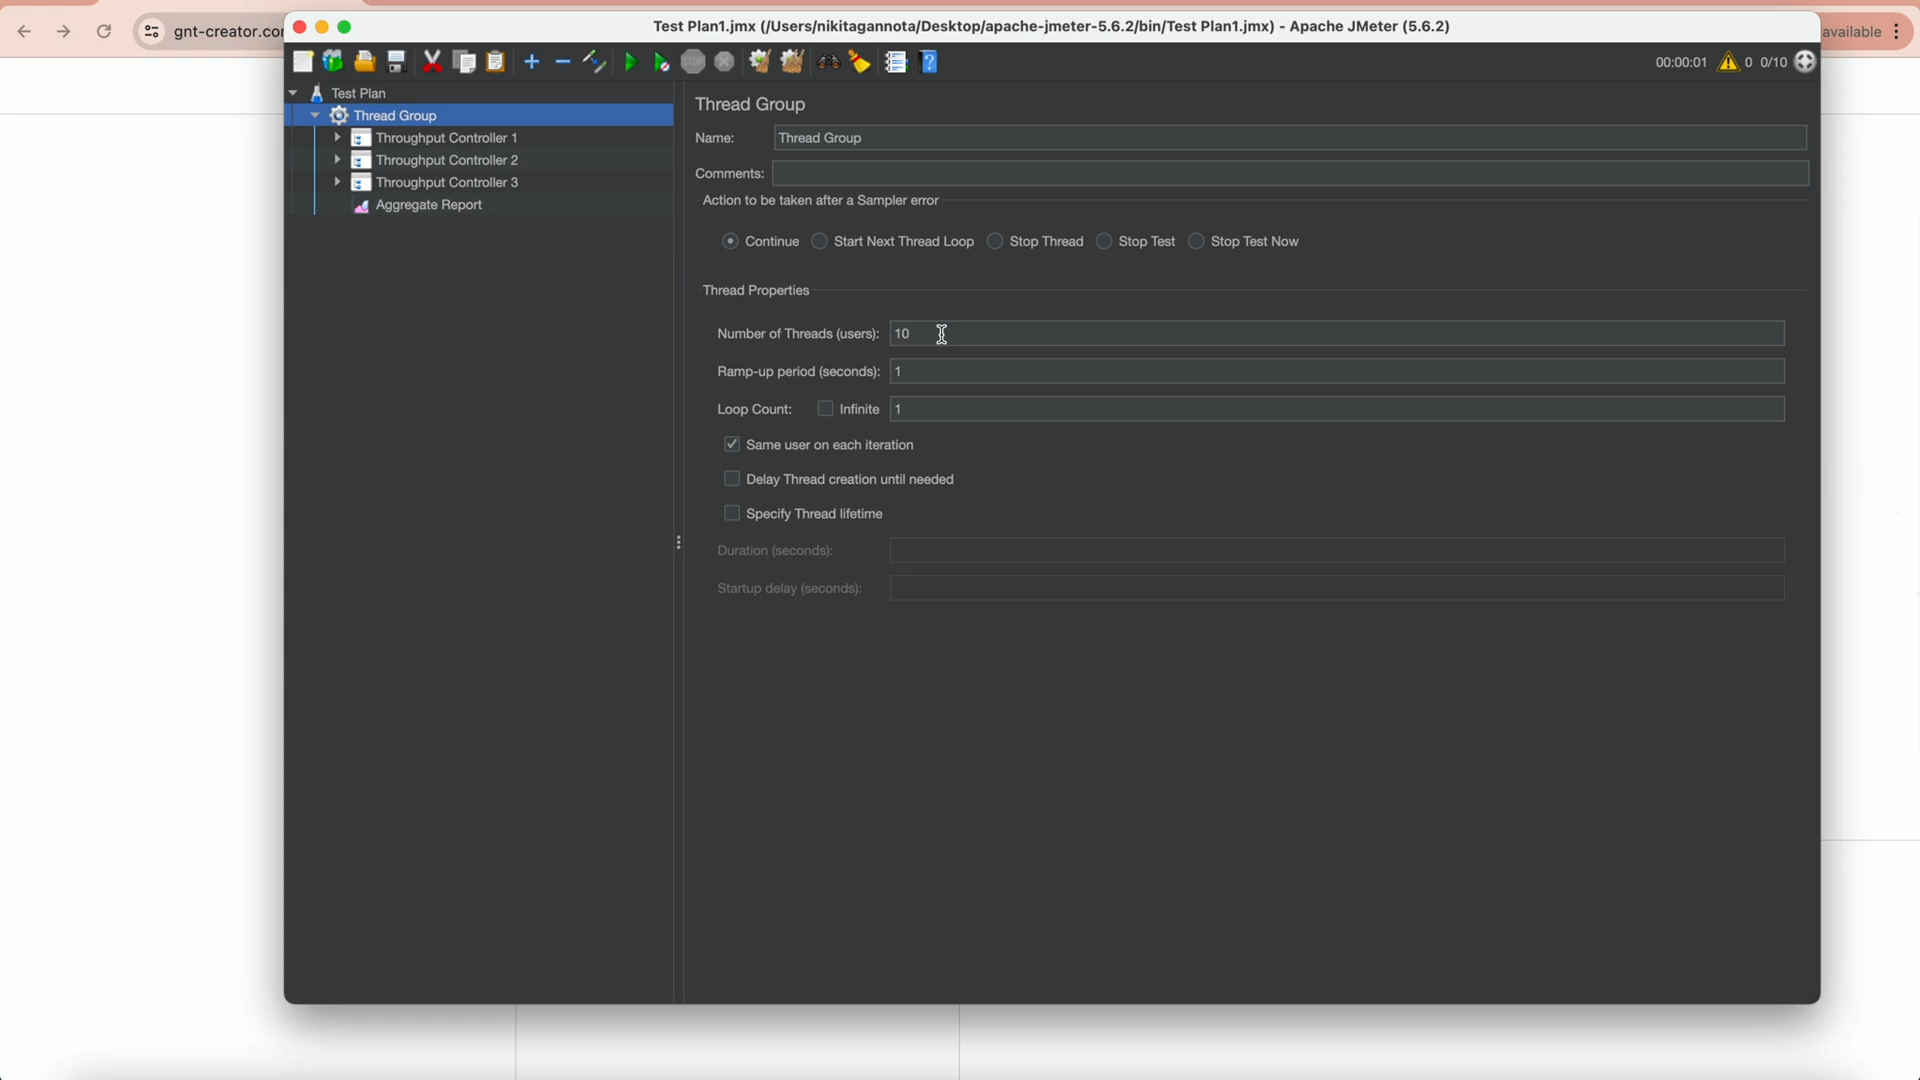 gnt-creator.co
Test Plan1.jmx (/Users/nikitagannota/Desktop/apache-jmeter-5.6.2/bin/Test Plan1.jmx) - Apache JMeter (5.6.2)
available
STOP
00:00:01 0 0/10
Test Plan
Thread Group
Throughput Controller 1
Throughput Controller 2
Throughput Controller 3
Aggregate Report
Thread Group
Name: Thread Group
Comments:
Action to be taken after a Sampler error
Continue Start Next Thread Loop Stop Thread Stop Test Stop Test Now
Thread Properties
Number of Threads (users): 10
Ramp-up period (seconds): 1
Loop Count: Infinite 1
Same user on each iteration
Delay Thread creation until needed
Specify Thread lifetime
Duration (seconds):
Startup delay (seconds):